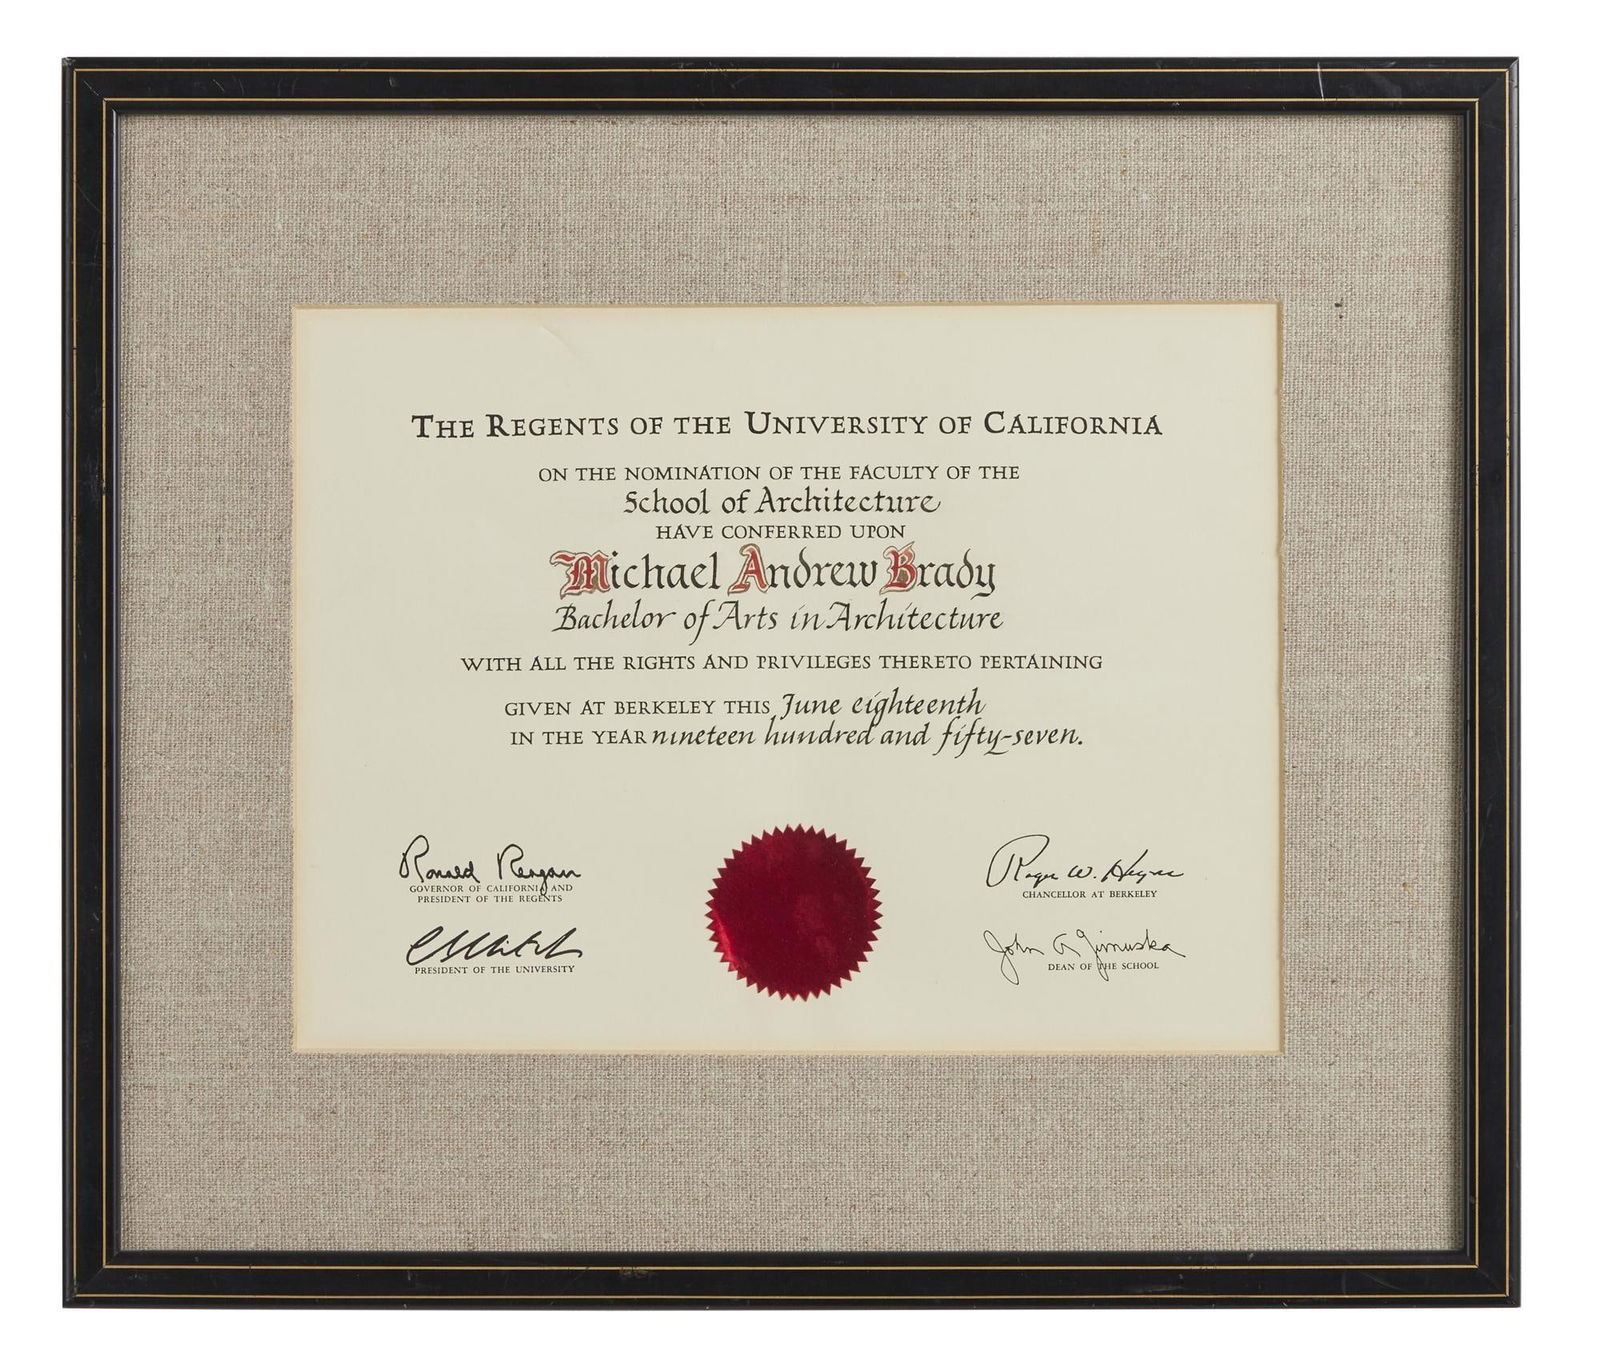 THE REGENTS OF THE UNIVERSITY OF CALIFORNIA
ON THE NOMINATION OF THE FACULTY OF THE
School of Architecture
HAVE CONFERRED UPON
Michael Andrew Brady
Bachelor of Arts in Architecture
WITH ALL THE RIGHTS AND PRIVILEGES THERETO PERTAINING
GIVEN AT BERKELEY THIS June eighteenth
IN THE YEAR nineteen hundred and fifty-seven.
Ronald Reagan
GOVERNOR OF CALIFORNIA AND
PRESIDENT OF THE REGENTS
PRESIDENT OF THE UNIVERSITY
Roger W. Heyns
CHANCELLOR AT BERKELEY
John G
DEAN OF THE SCHOOL